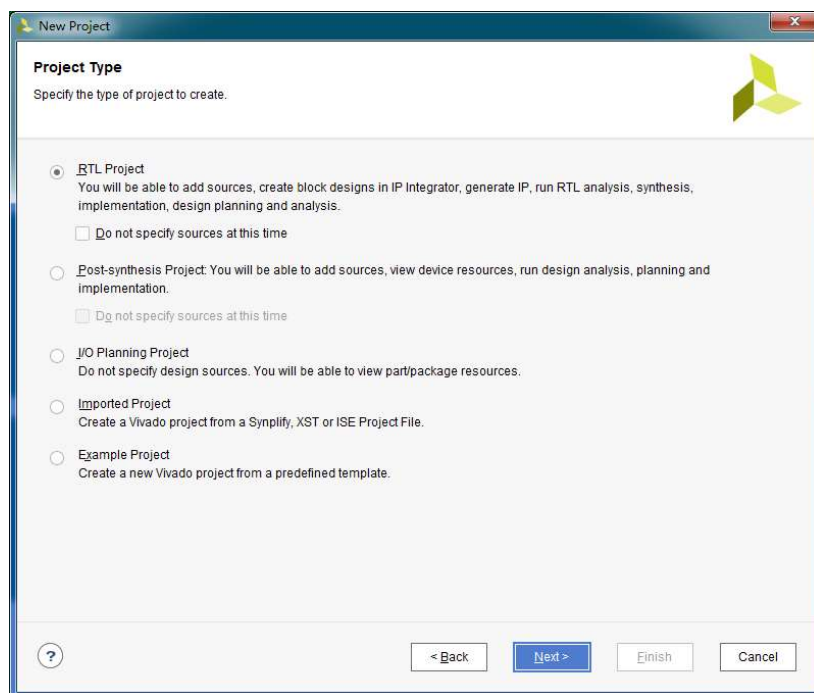 New Project
Project Type
Specify the type of project to create.
RTL Project
You will be able to add sources, create block designs in IP Integrator, generate IP, run RTL analysis, synthesis,
implementation, design planning and analysis.
Do not specify sources at this time
Post-synthesis Project: You will be able to add sources, view device resources, run design analysis, planning and
implementation.
Do not specify sources at this time
I/O Planning Project
Do not specify design sources. You will be able to view part/package resources.
Imported Project
Create a Vivado project from a Synplify, XST or ISE Project File.
Example Project
Create a new Vivado project from a predefined template.
? < Back Next > Finish Cancel